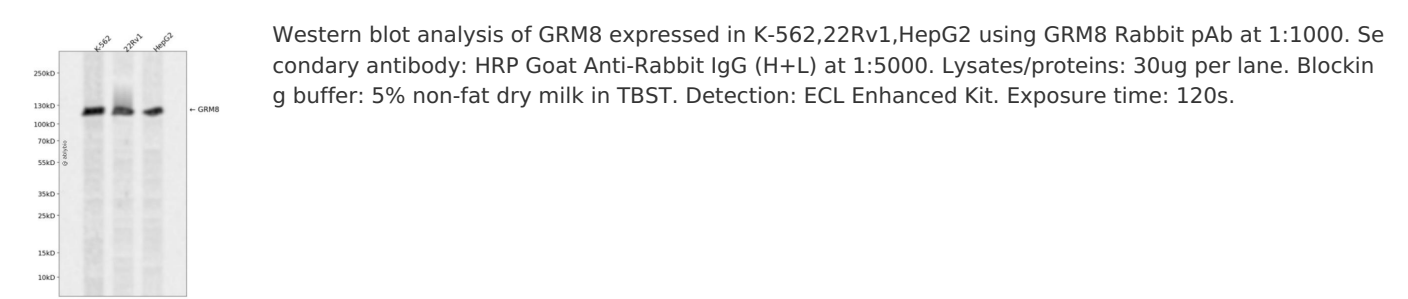 K-562 22Rv1 HepG2
Western blot analysis of GRM8 expressed in K-562,22Rv1,HepG2 using GRM8 Rabbit pAb at 1:1000. Se
condary antibody: HRP Goat Anti-Rabbit IgG (H+L) at 1:5000. Lysates/proteins: 30ug per lane. Blockin
g buffer: 5% non-fat dry milk in TBST. Detection: ECL Enhanced Kit. Exposure time: 120s.
250kD
130kD
← GRM8
100kD
70kD
55kD
35kD
25kD
15kD
10kD